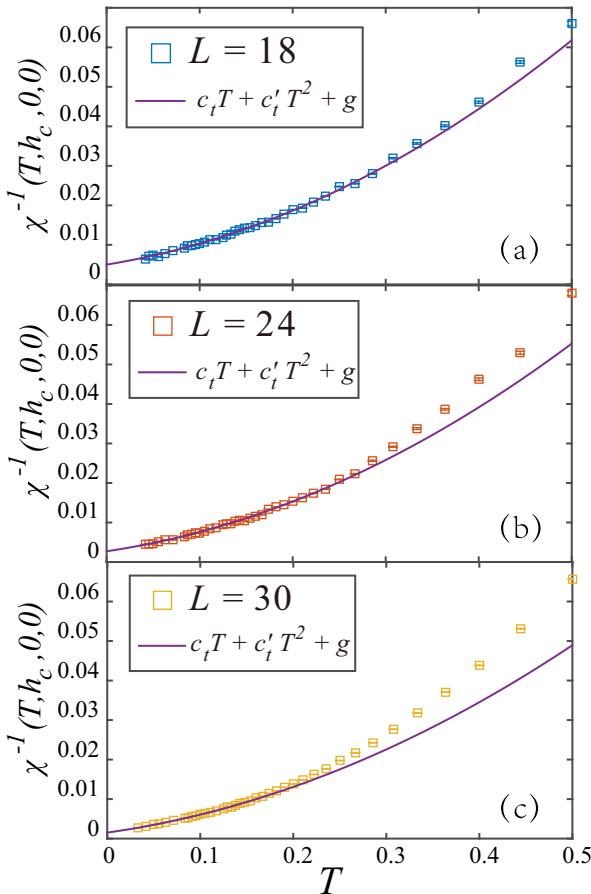 0.06
0.05
0.04
0.03
0.02
0.01
0
χ⁻¹(T,h_c,0,0)
L = 18
c_t T + c′_t T² + g
(a)
0.06
0.05
0.04
0.03
0.02
0.01
0
χ⁻¹(T,h_c,0,0)
L = 24
c_t T + c′_t T² + g
(b)
0.06
0.05
0.04
0.03
0.02
0.01
0
χ⁻¹(T,h_c,0,0)
L = 30
c_t T + c′_t T² + g
(c)
0 0.1 0.2 0.3 0.4 0.5
T